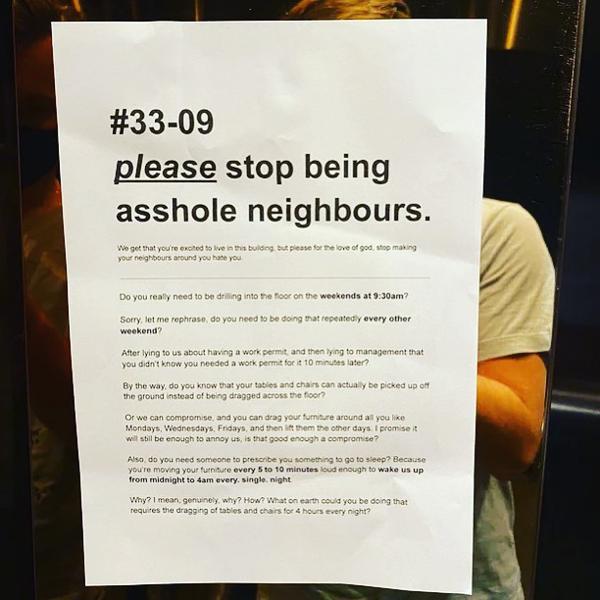 #33-09
please stop being
asshole neighbours.
We get that you're excited to live in this building, but please for the love of god, stop making
your neighbours around you hate you.
Do you really need to be drilling into the floor on the weekends at 9:30am?
Sorry, let me rephrase, do you need to be doing that repeatedly every other
weekend?
After lying to us about having a work permit, and then lying to management that
you didn't know you needed a work permit for it 10 minutes later?
By the way, do you know that your tables and chairs can actually be picked up off
the ground instead of being dragged across the floor?
Or we can compromise, and you can drag your furniture around all you like
Mondays, Wednesdays, Fridays, and then lift them the other days. I promise it
will still be enough to annoy us, is that good enough a compromise?
Also, do you need someone to prescribe you something to go to sleep? Because
you're moving your furniture every 5 to 10 minutes loud enough to wake us up
from midnight to 4am every. single. night.
Why? I mean, genuinely, why? How? What on earth could you be doing that
requires the dragging of tables and chairs for 4 hours every night?